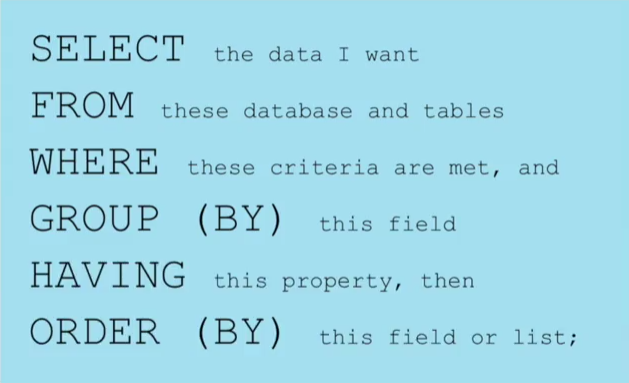 SELECT the data I want
FROM these database and tables
WHERE these criteria are met, and
GROUP (BY) this field
HAVING this property, then
ORDER (BY) this field or list;